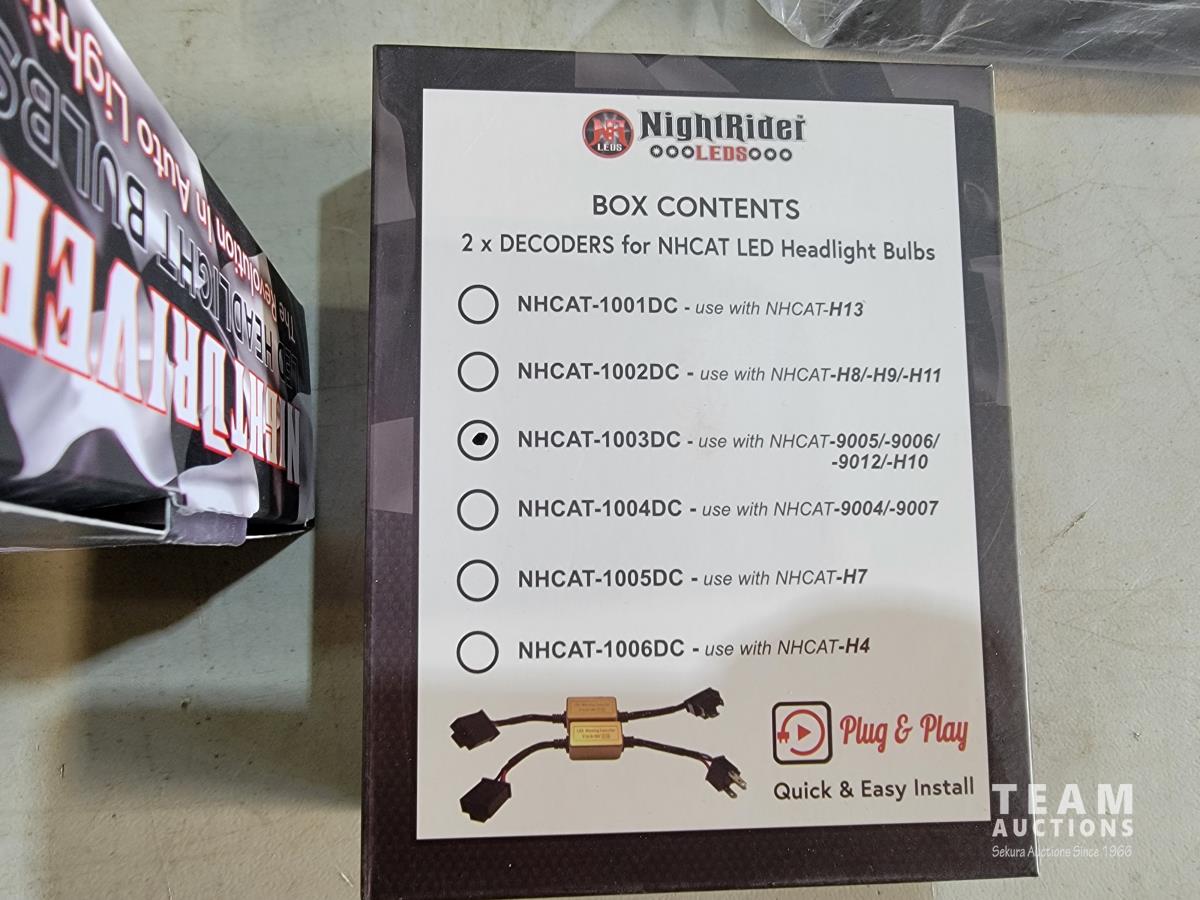 NightRider
NR
LEDS
LEDS
BOX CONTENTS
2 x DECODERS for NHCAT LED Headlight Bulbs
NHCAT-1001DC - use with NHCAT-H13
NHCAT-1002DC - use with NHCAT-H8/-H9/-H11
NHCAT-1003DC - use with NHCAT-9005/-9006/
-9012/-H10
NHCAT-1004DC - use with NHCAT-9004/-9007
NHCAT-1005DC - use with NHCAT-H7
NHCAT-1006DC - use with NHCAT-H4
Plug & Play
Quick & Easy Install
NIGHTDRIVER
LED HEADLIGHT BULBS
The Revolution In Auto
TEAM
AUCTIONS
Sekura Auctions Since 1966